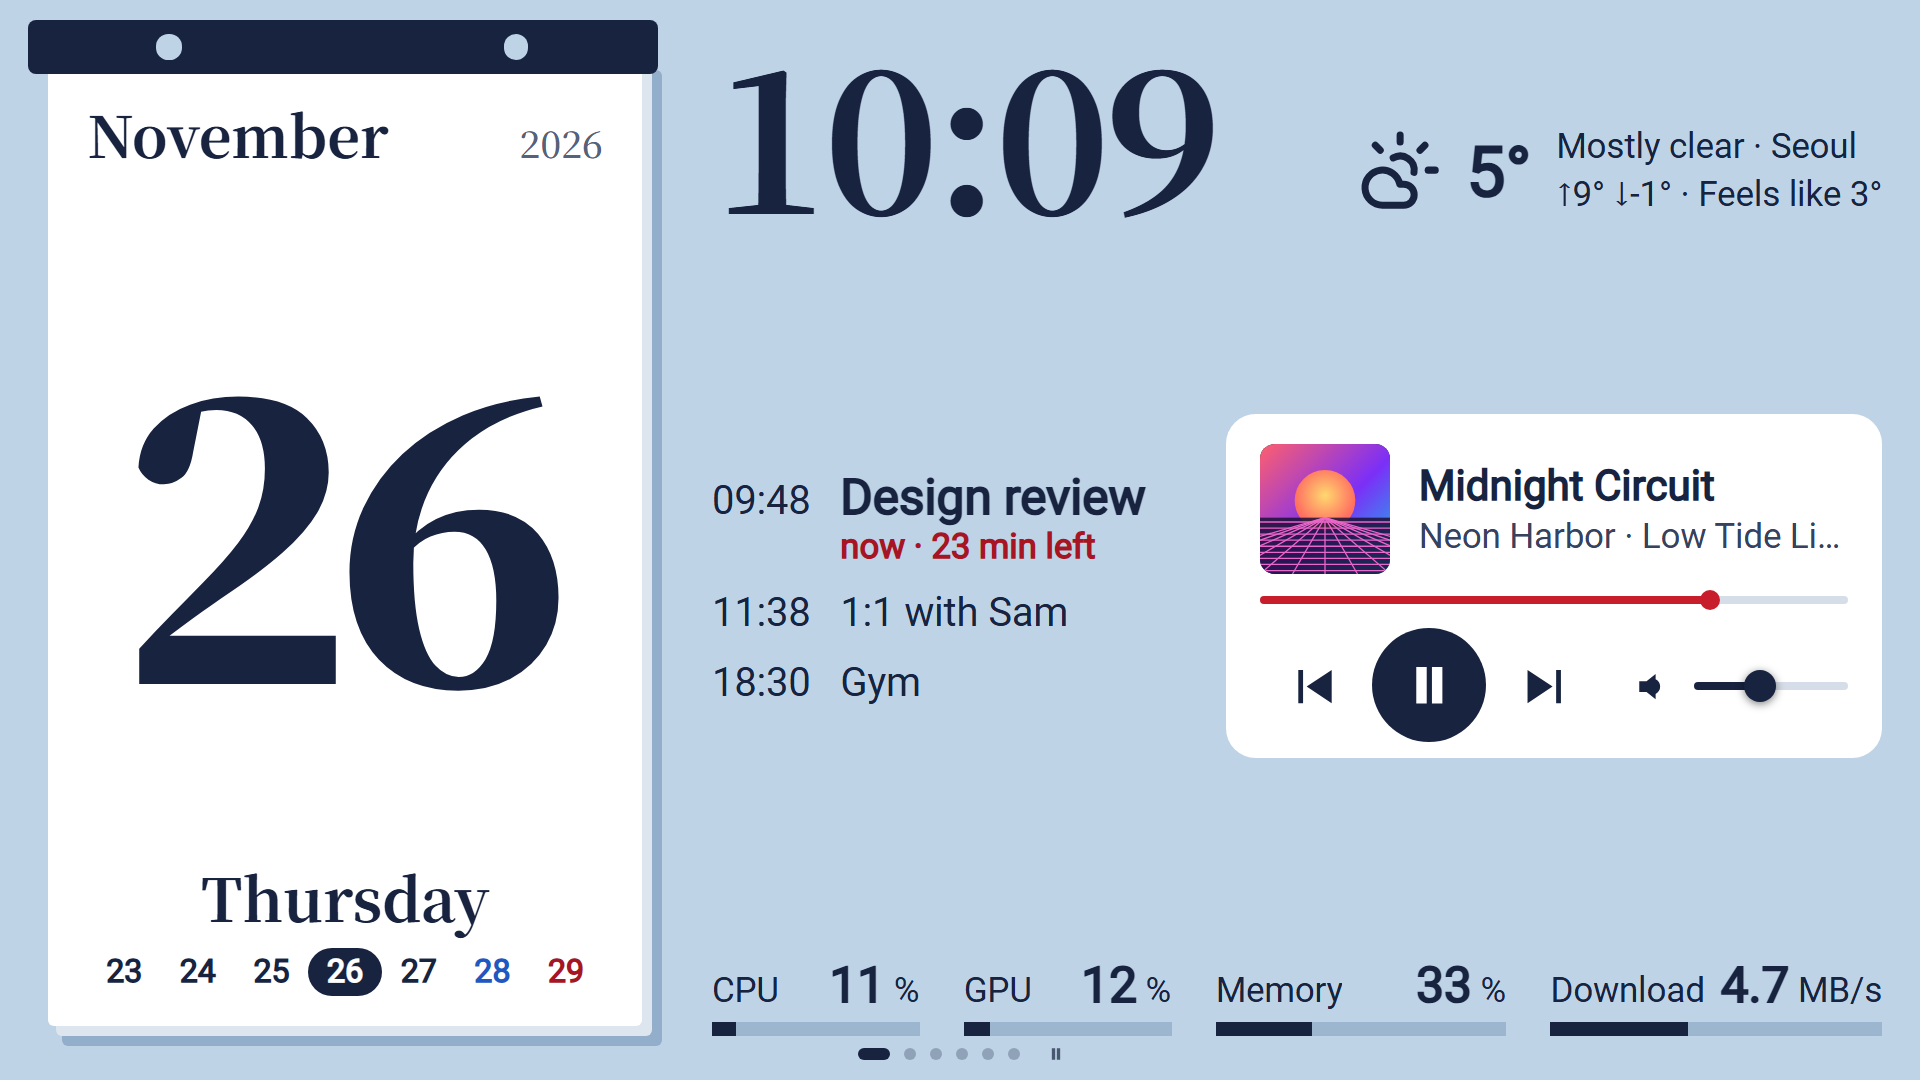 November 2026
26
Thursday
23 24 25 26 27 28 29
10:09
5° Mostly clear · Seoul
↑9° ↓-1° · Feels like 3°
09:48 Design review
now · 23 min left
11:38 1:1 with Sam
18:30 Gym
Midnight Circuit
Neon Harbor · Low Tide Li...
CPU 11 % GPU 12 % Memory 33 % Download 4.7 MB/s